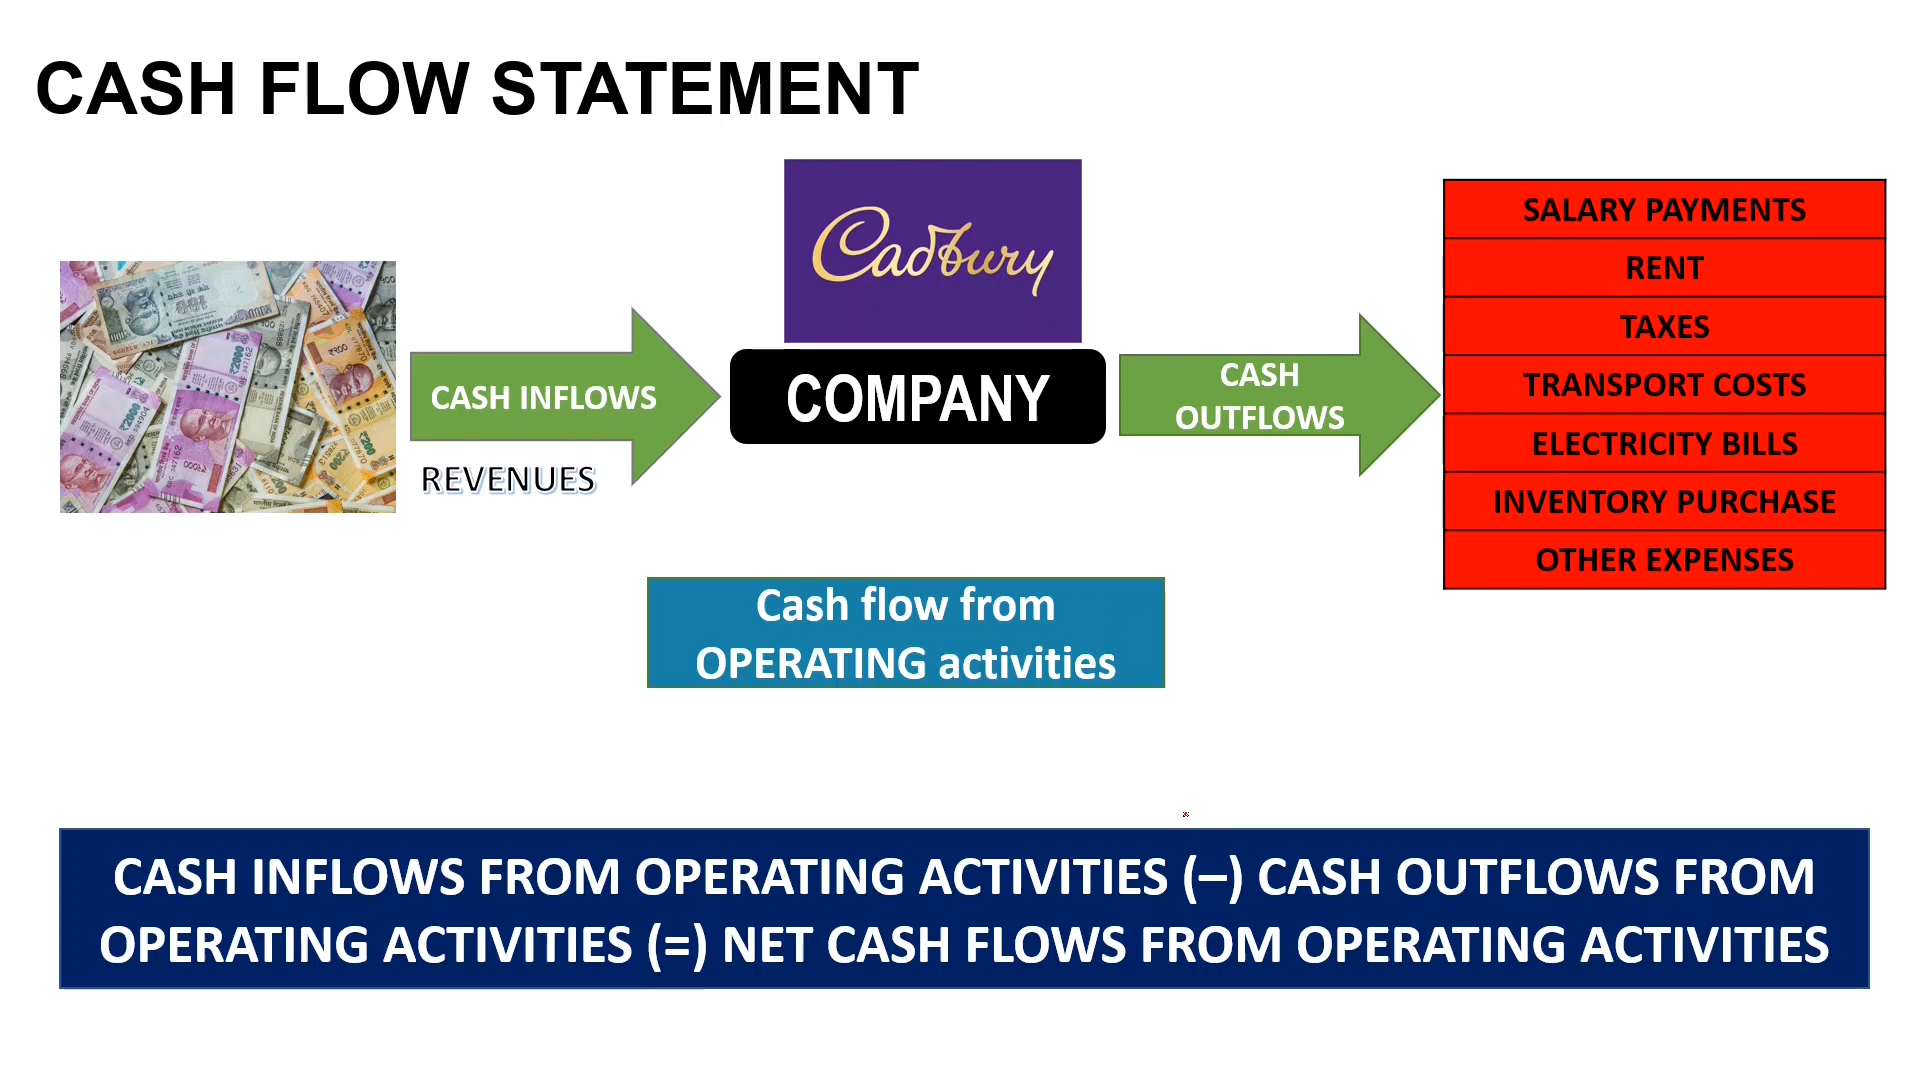 CASH FLOW STATEMENT
Cadbury
CASH INFLOWS
REVENUES
COMPANY
CASH
OUTFLOWS
SALARY PAYMENTS
RENT
TAXES
TRANSPORT COSTS
ELECTRICITY BILLS
INVENTORY PURCHASE
OTHER EXPENSES
Cash flow from
OPERATING activities
CASH INFLOWS FROM OPERATING ACTIVITIES (–) CASH OUTFLOWS FROM
OPERATING ACTIVITIES (=) NET CASH FLOWS FROM OPERATING ACTIVITIES